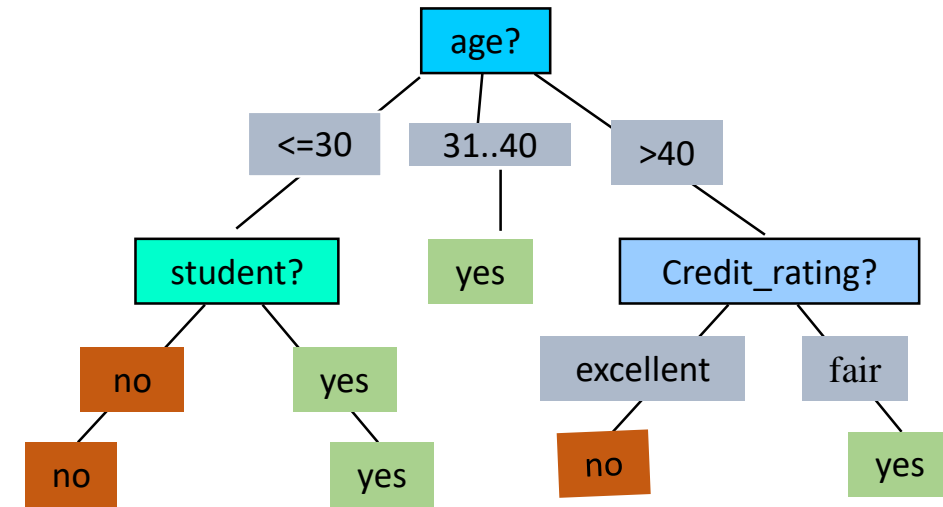 age?
<=30
31..40
>40
student?
yes
Credit_rating?
no
yes
excellent
fair
no
yes
no
yes